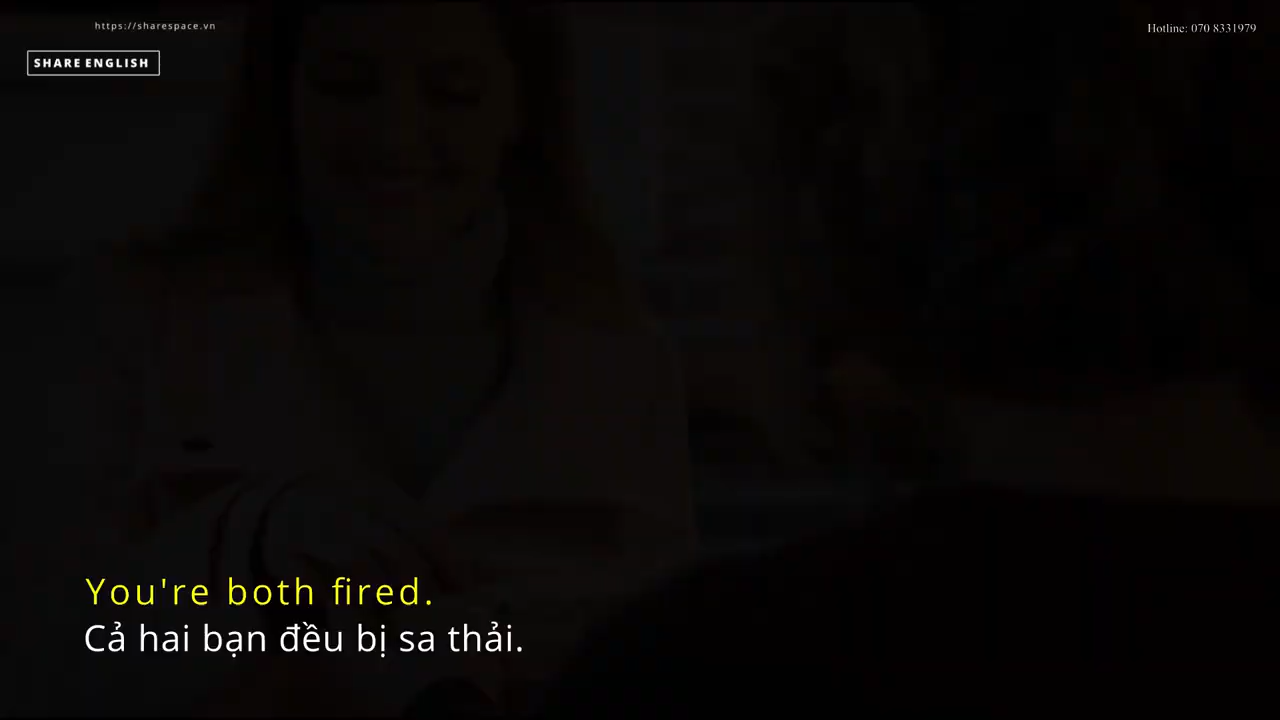 https://sharespace.vn
Hotline: 070 8331979
SHARE ENGLISH
You're both fired.
Cả hai bạn đều bị sa thải.